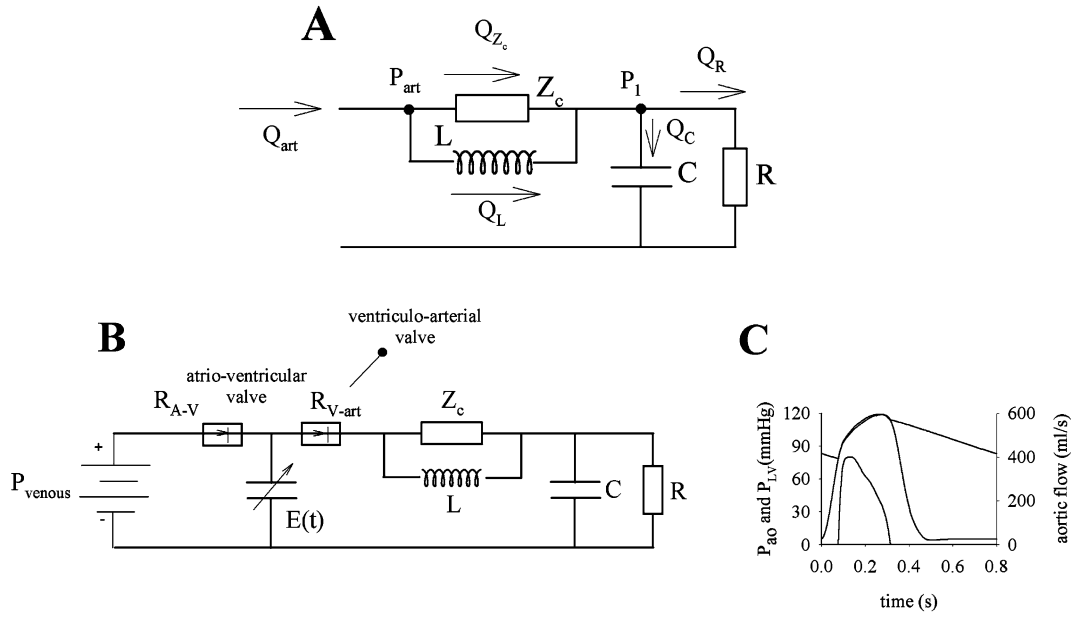 A
Q_Zc
P_art
Z_c
P_1
Q_R
Q_art
L
Q_C
C
R
Q_L
B
ventriculo-arterial
valve
atrio-ventricular
valve
R_A-V
R_V-art
Z_c
+
P_venous
-
E(t)
L
C
R
C
P_ao and P_LV(mmHg)
120
90
60
30
0
600
400
200
0
aortic flow (ml/s)
0.0 0.2 0.4 0.6 0.8
time (s)